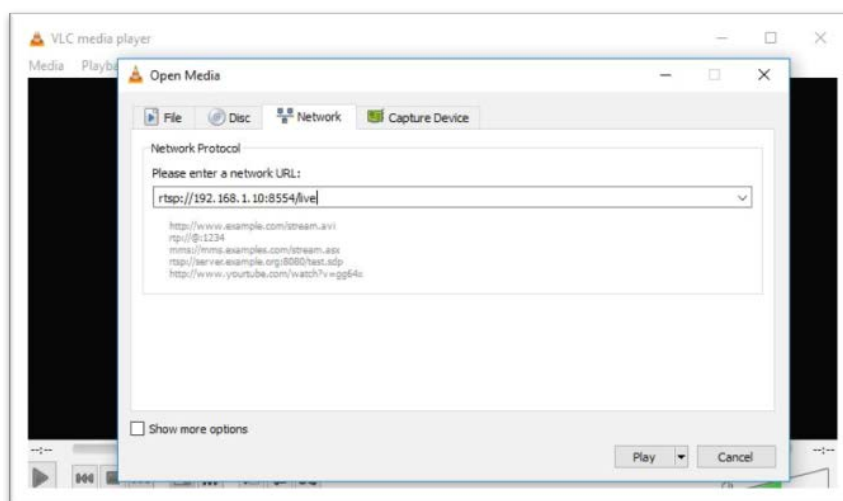 VLC media player
Media
Open Media
File Disc Network Capture Device
Network Protocol
Please enter a network URL:
rtsp://192.168.1.10:8554/live
http://www.example.com/stream.avi
rtp://@:1234
mms://mms.examples.com/stream.asx
rtsp://server.example.org:8080/test.sdp
http://www.yourtube.com/watch?v=gg64x
Show more options
--:-- --:--
Play Cancel